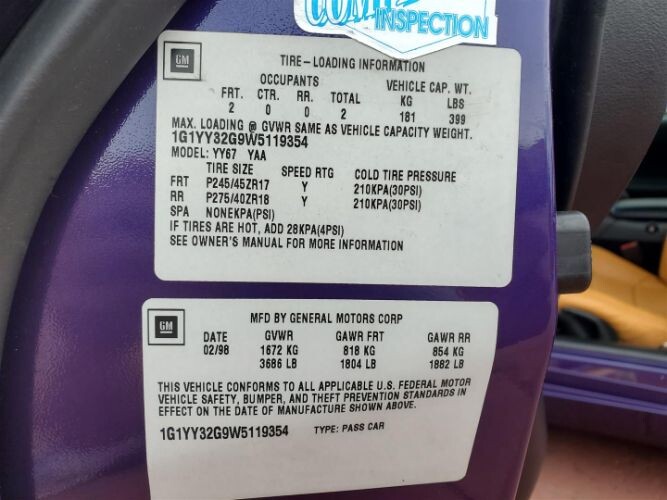 INSPECTION
GM
TIRE-LOADING INFORMATION
OCCUPANTS VEHICLE CAP. WT.
FRT. CTR. RR. TOTAL KG LBS
2 0 0 2 181 399
MAX. LOADING @ GVWR SAME AS VEHICLE CAPACITY WEIGHT.
1G1YY32G9W5119354
MODEL: YY67 YAA
TIRE SIZE SPEED RTG COLD TIRE PRESSURE
FRT P245/45ZR17 Y 210KPA(30PSI)
RR P275/40ZR18 Y 210KPA(30PSI)
SPA NONEKPA(PSI)
IF TIRES ARE HOT, ADD 28KPA(4PSI)
SEE OWNER'S MANUAL FOR MORE INFORMATION
GM
MFD BY GENERAL MOTORS CORP
DATE GVWR GAWR FRT GAWR RR
02/98 1672 KG 818 KG 854 KG
3686 LB 1804 LB 1882 LB
THIS VEHICLE CONFORMS TO ALL APPLICABLE U.S. FEDERAL MOTOR
VEHICLE SAFETY, BUMPER, AND THEFT PREVENTION STANDARDS IN
EFFECT ON THE DATE OF MANUFACTURE SHOWN ABOVE.
1G1YY32G9W5119354 TYPE: PASS CAR